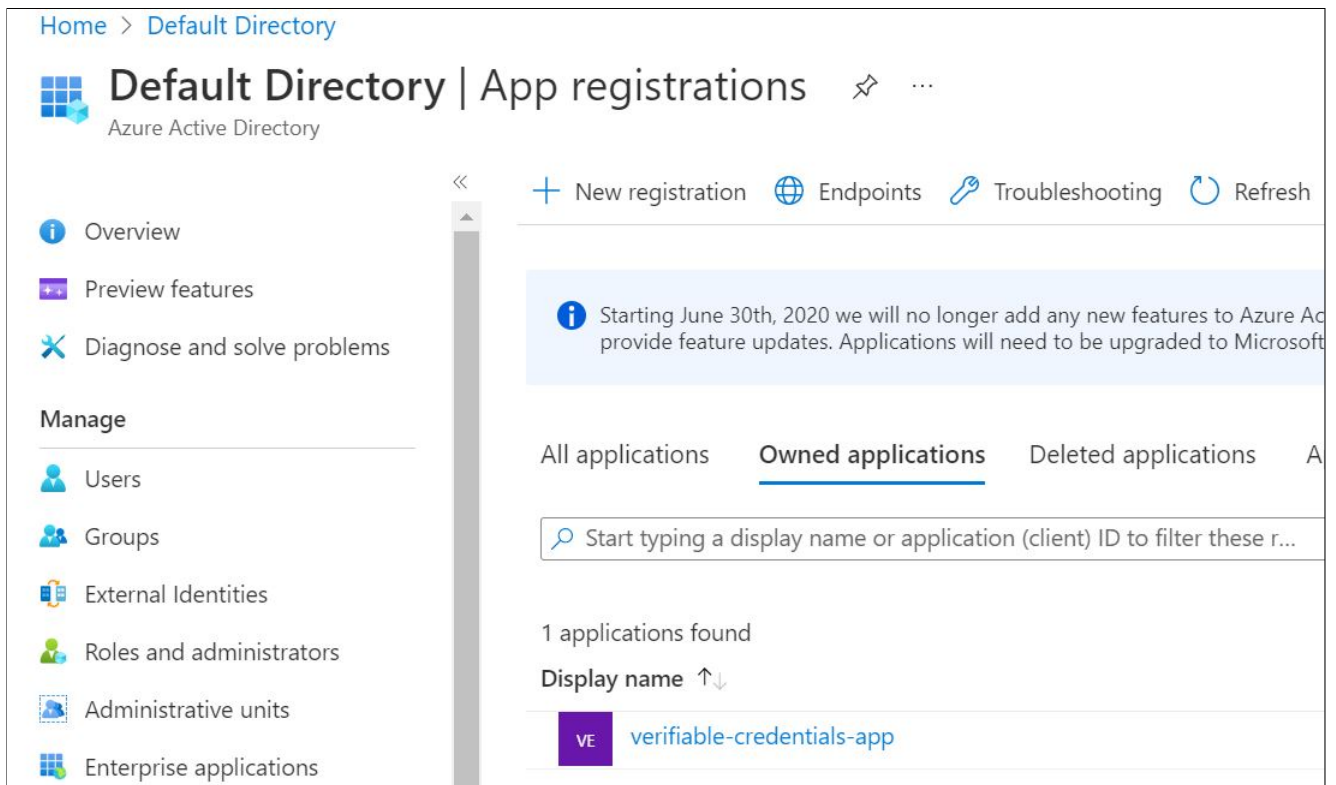 Home > Default Directory
Default Directory | App registrations ...
Azure Active Directory
«
Overview
Preview features
Diagnose and solve problems
Manage
Users
Groups
External Identities
Roles and administrators
Administrative units
Enterprise applications
+ New registration Endpoints Troubleshooting Refresh
Starting June 30th, 2020 we will no longer add any new features to Azure Ac
provide feature updates. Applications will need to be upgraded to Microsoft
All applications Owned applications Deleted applications A
Start typing a display name or application (client) ID to filter these r...
1 applications found
Display name ↑↓
VE verifiable-credentials-app